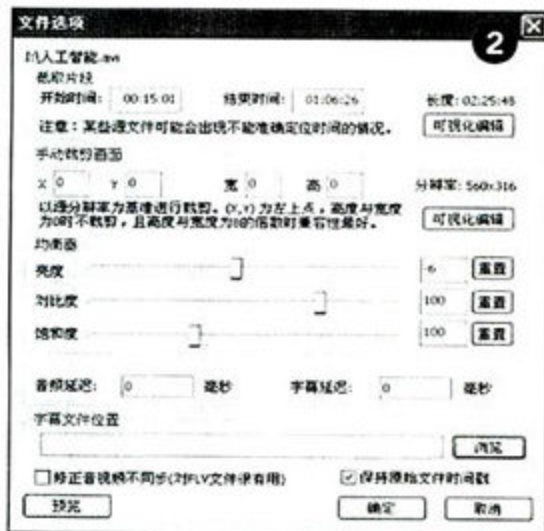 文件选项
2
I:\人工智能.avi
截取片段
开始时间: 00:15:01 结束时间: 01:06:26 长度: 02:25:48
注意:某些源文件可能会出现不能准确定位时间的情况。 可视化编辑
手动裁剪画面
X 0 Y 0 宽 0 高 0 分辨率: 560x316
以源分辨率为基准进行裁剪。(X,Y)为左上点,高度与宽度
为0时不裁剪,且高度与宽度为8的倍数时兼容性最好。 可视化编辑
均衡器
亮度 -6 重置
对比度 100 重置
饱和度 100 重置
音频延迟: 0 毫秒 字幕延迟: 0 毫秒
字幕文件位置
浏览
修正音视频不同步(对FLV文件很有用) 保持原始文件时间戳
预览 确定 取消